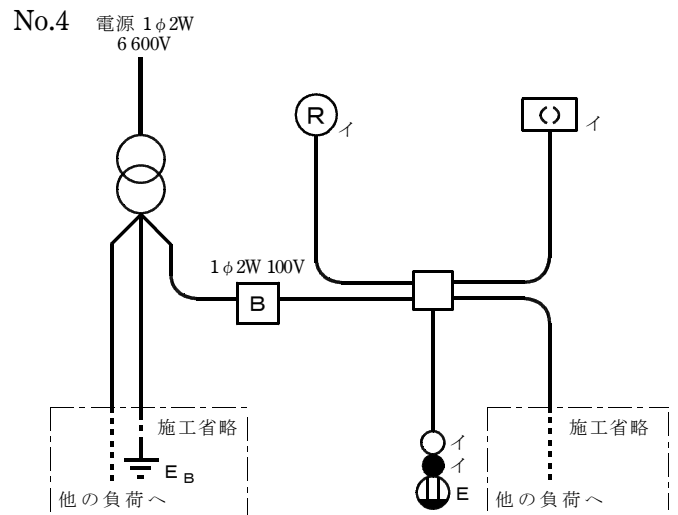 No.4
電源 1φ2W
6 600V
R イ
( ) イ
1φ2W 100V
B
施工省略
E B
他の負荷へ
イ
イ
E
施工省略
他の負荷へ